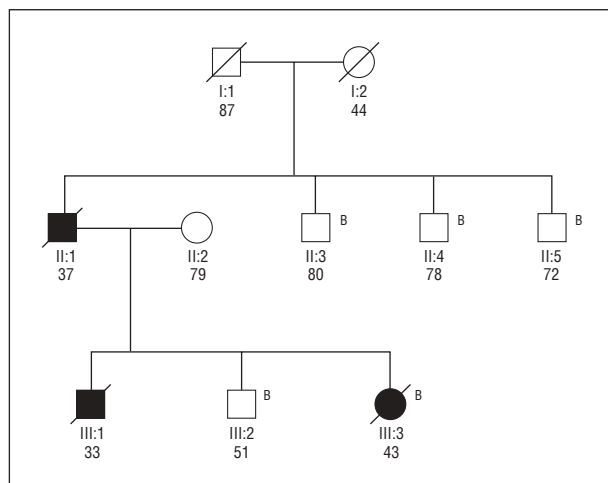 I:1 I:2
87 44
B B B
II:1 II:2 II:3 II:4 II:5
37 79 80 78 72
B B
III:1 III:2 III:3
33 51 43